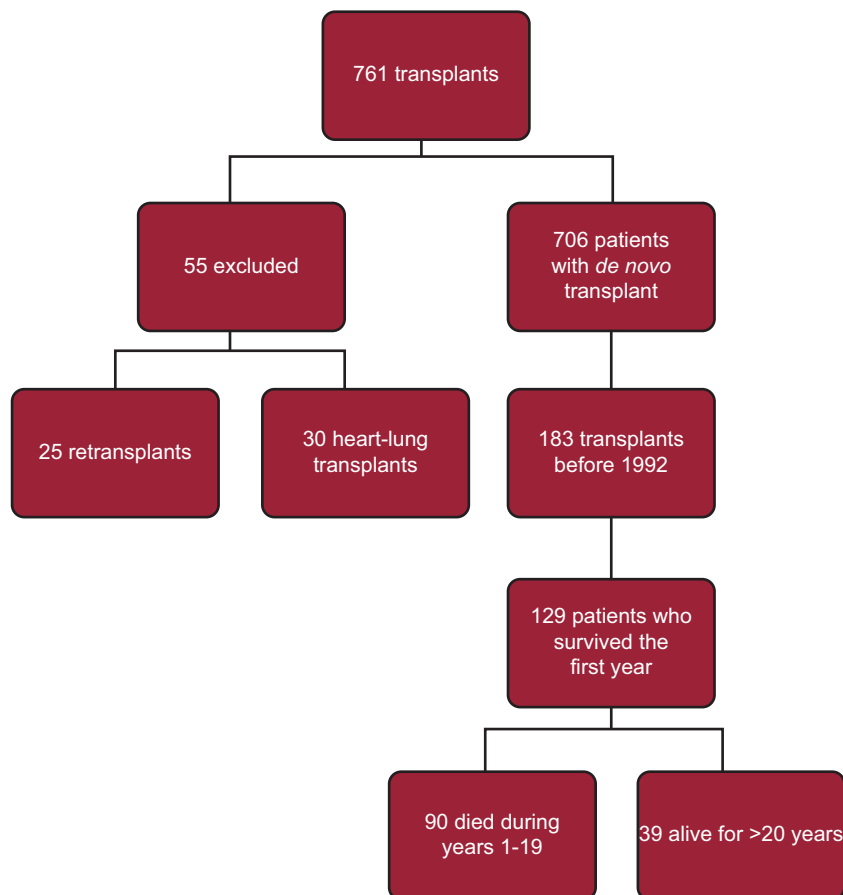 761 transplants
55 excluded
706 patients
with de novo
transplant
25 retransplants
30 heart-lung
transplants
183 transplants
before 1992
129 patients who
survived the
first year
90 died during
years 1-19
39 alive for >20 years